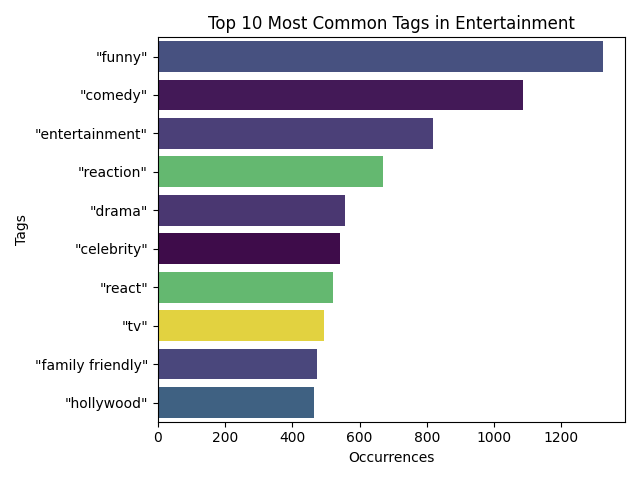 Top 10 Most Common Tags in Entertainment
Tags
"funny"
"comedy"
"entertainment"
"reaction"
"drama"
"celebrity"
"react"
"tv"
"family friendly"
"hollywood"
0 200 400 600 800 1000 1200
Occurrences